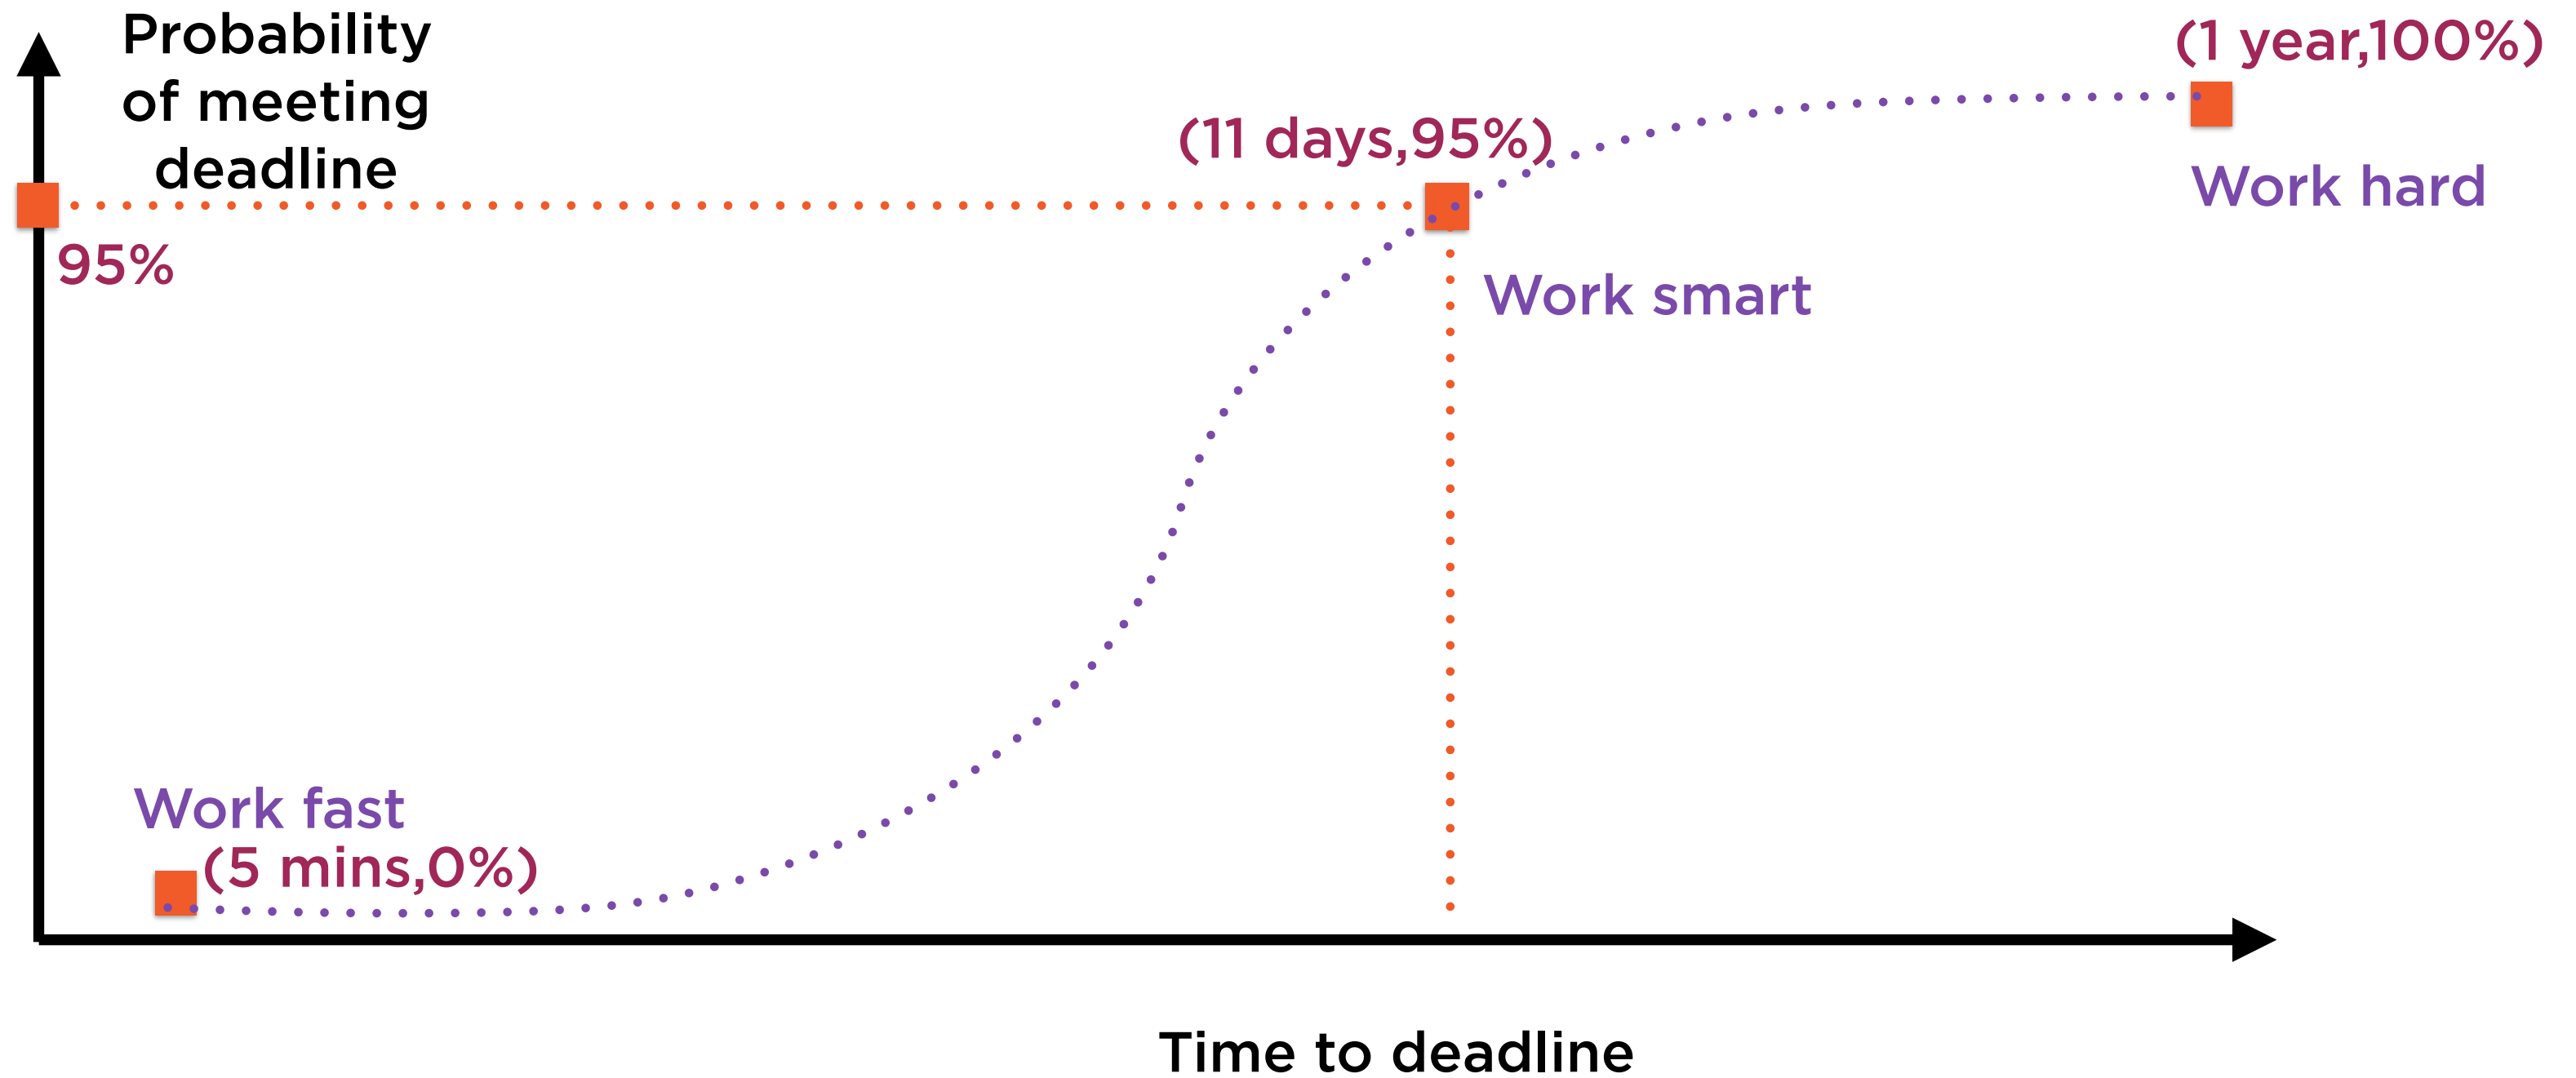 Probability
of meeting
deadline
(1 year,100%)
(11 days,95%)
Work hard
95%
Work smart
Work fast
(5 mins,0%)
Time to deadline